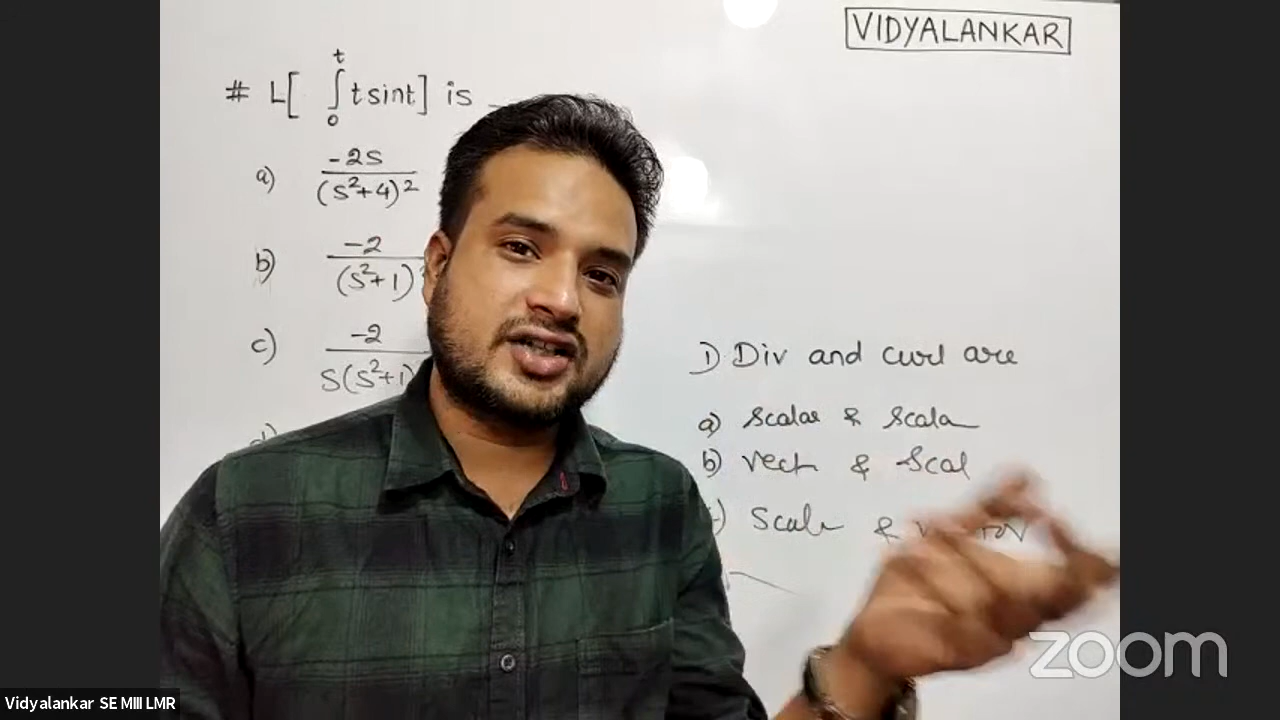 VIDYALANKAR
# L[ ∫₀ᵗ t sint] is
a) -2s/(s²+4)²
b) -2/(s²+1)
c) -2/s(s²+1)
d)
1) Div and curl are
a) Scalar & Scala
b) Vect & Scal
) Scale &
zoom
Vidyalankar SE MIII LMR